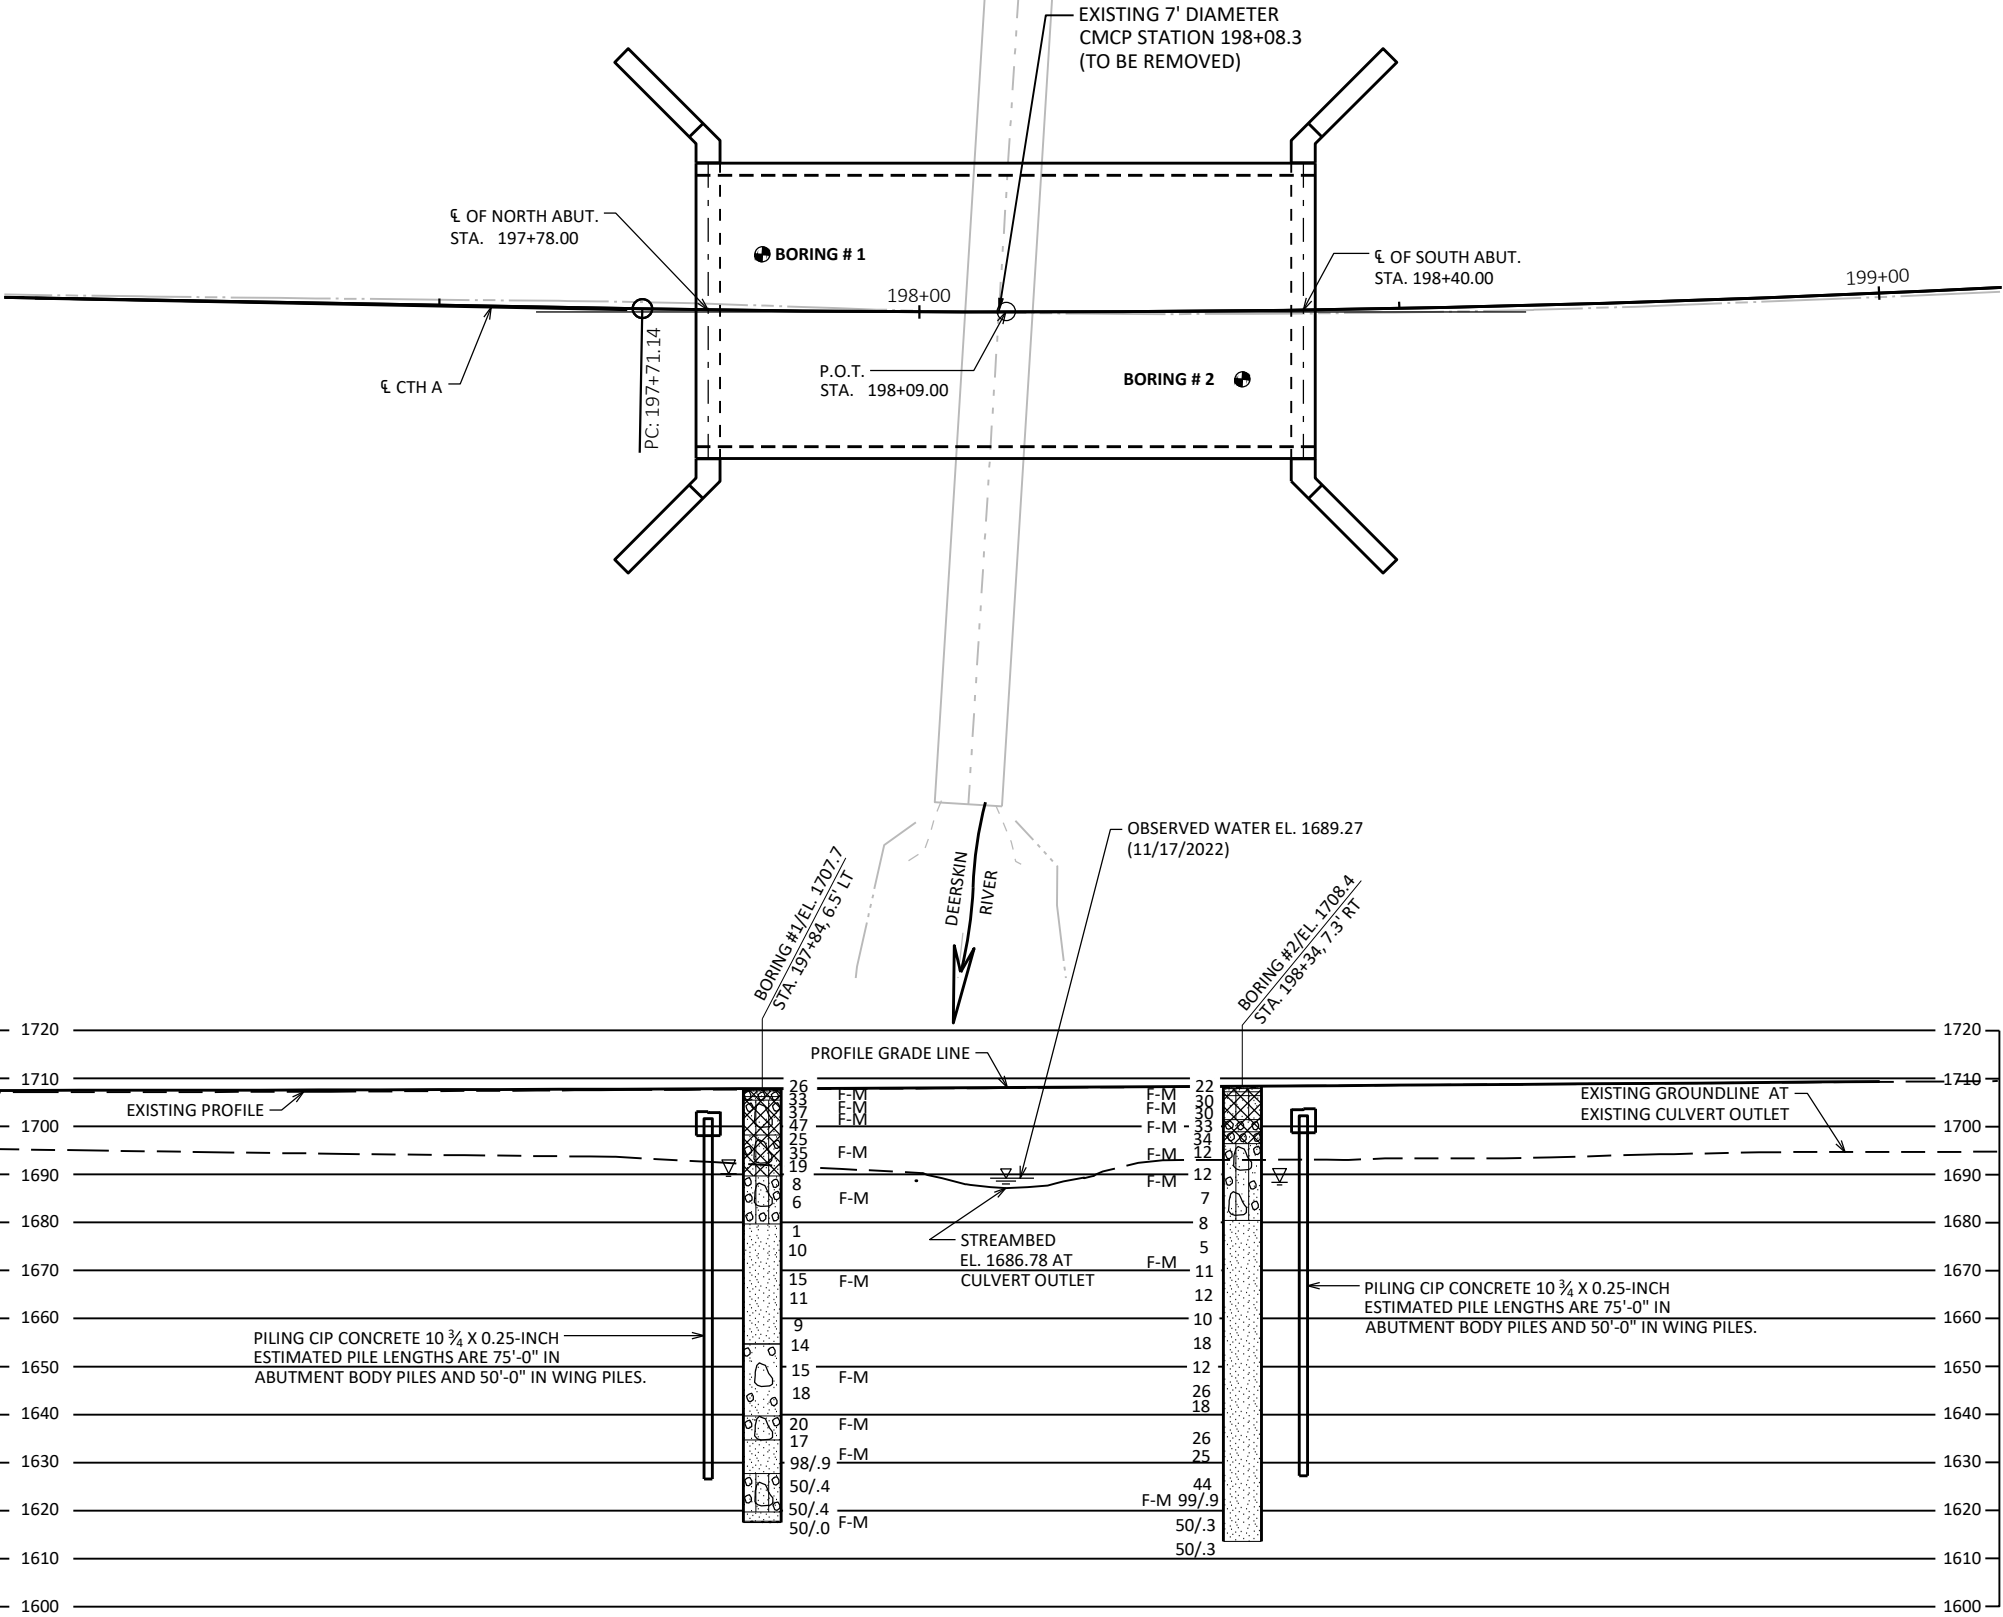 EXISTING 7' DIAMETER
CMCP STATION 198+08.3
(TO BE REMOVED)
℄ OF NORTH ABUT.
STA. 197+78.00
BORING # 1
℄ OF SOUTH ABUT.
STA. 198+40.00
198+00
199+00
℄ CTH A
PC: 197+71.14
P.O.T.
STA. 198+09.00
BORING # 2
OBSERVED WATER EL. 1689.27
(11/17/2022)
DEERSKIN
RIVER
BORING #1/EL. 1707.7
STA. 197+84, 6.5' LT
BORING #2/EL. 1708.4
STA. 198+34, 7.3' RT
1720
1710
1700
1690
1680
1670
1660
1650
1640
1630
1620
1610
1600
PROFILE GRADE LINE
EXISTING PROFILE
EXISTING GROUNDLINE AT
EXISTING CULVERT OUTLET
26
33
37
47
25
35
19
8
6
1
10
15
11
9
14
15
18
20
17
98/.9
50/.4
50/.4
50/.0
F-M
F-M
F-M
F-M
F-M
F-M
F-M
F-M
F-M
F-M
STREAMBED
EL. 1686.78 AT
CULVERT OUTLET
F-M
F-M
F-M
F-M
F-M
F-M
F-M
22
30
30
33
34
12
12
7
8
5
11
12
10
18
12
26
18
26
25
44
99/.9
50/.3
50/.3
PILING CIP CONCRETE 10 ¾ X 0.25-INCH
ESTIMATED PILE LENGTHS ARE 75'-0" IN
ABUTMENT BODY PILES AND 50'-0" IN WING PILES.
PILING CIP CONCRETE 10 ¾ X 0.25-INCH
ESTIMATED PILE LENGTHS ARE 75'-0" IN
ABUTMENT BODY PILES AND 50'-0" IN WING PILES.
1720
1710
1700
1690
1680
1670
1660
1650
1640
1630
1620
1610
1600